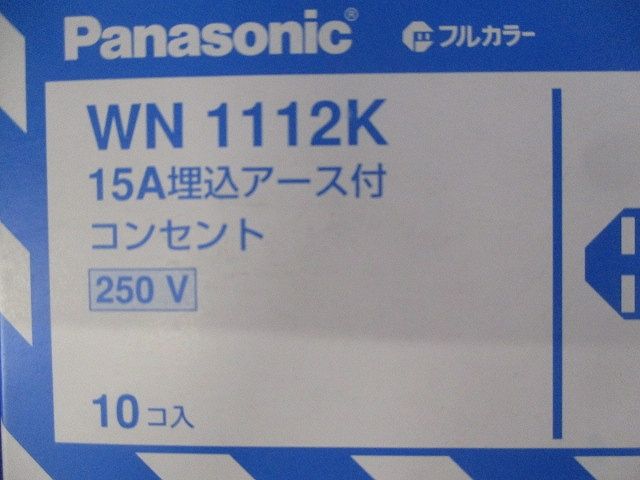 Panasonic® フルカラー
WN 1112K
15A埋込アース付
コンセント
250 V
10コ入